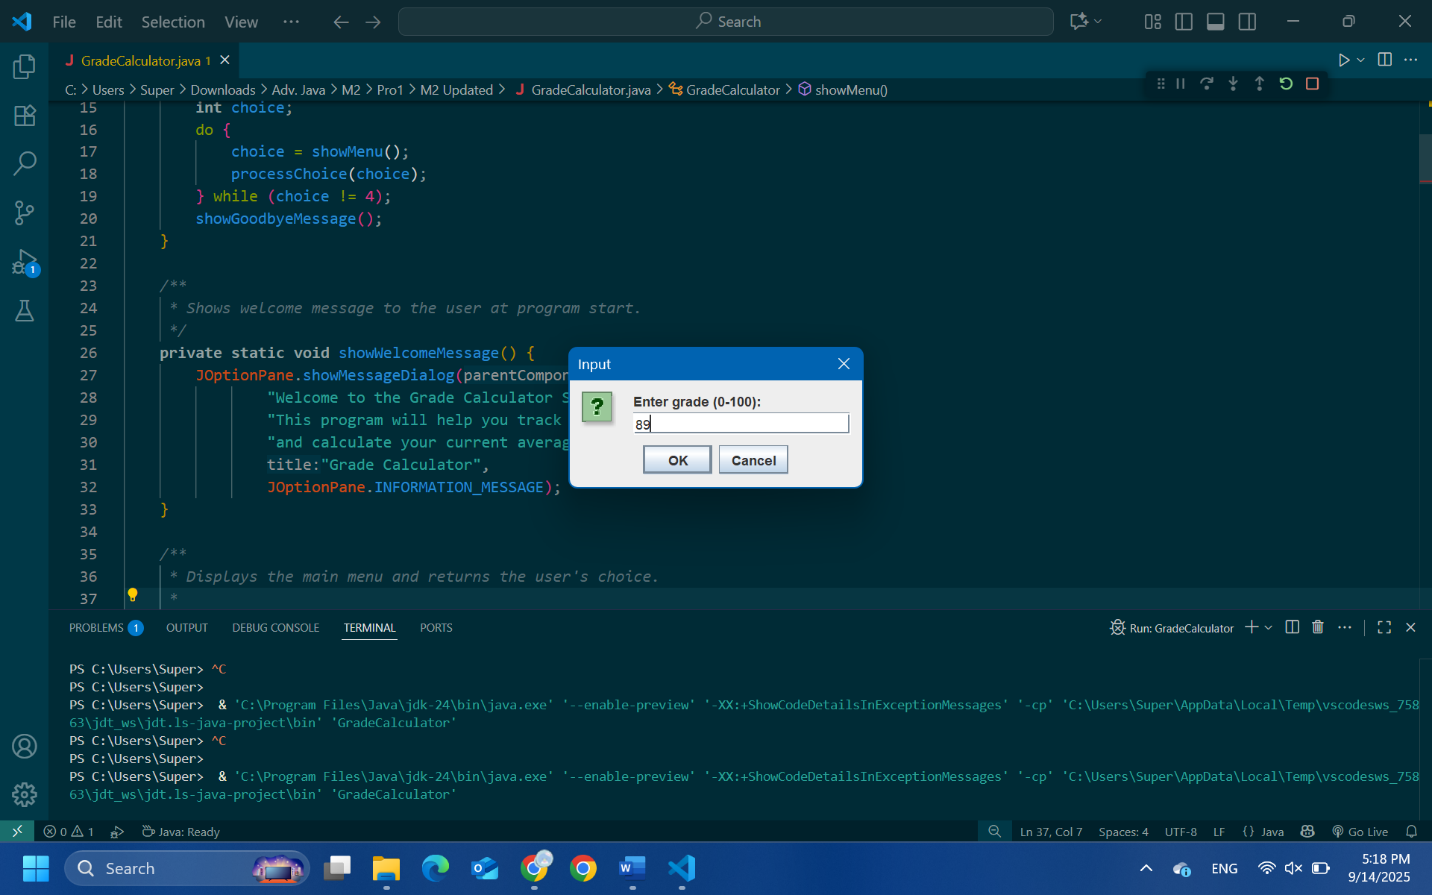 File Edit Selection View ··· Search
GradeCalculator.java 1
C: > Users > Super > Downloads > Adv. Java > M2 > Pro1 > M2 Updated > J GradeCalculator.java > GradeCalculator > showMenu()
15 int choice;
16 do {
17 choice = showMenu();
18 processChoice(choice);
19 } while (choice != 4);
20 showGoodbyeMessage();
21 }
22
23 /**
24 * Shows welcome message to the user at program start.
25 */
26 private static void showWelcomeMessage() {
27 JOptionPane.showMessageDialog(parentCompon
28 "Welcome to the Grade Calculator S
29 "This program will help you track
30 "and calculate your current averag
31 title:"Grade Calculator",
32 JOptionPane.INFORMATION_MESSAGE);
33 }
34
35 /**
36 * Displays the main menu and returns the user's choice.
37 *
Input
Enter grade (0-100):
89
OK Cancel
PROBLEMS 1 OUTPUT DEBUG CONSOLE TERMINAL PORTS Run: GradeCalculator
PS C:\Users\Super> ^C
PS C:\Users\Super>
PS C:\Users\Super> & 'C:\Program Files\Java\jdk-24\bin\java.exe' '--enable-preview' '-XX:+ShowCodeDetailsInExceptionMessages' '-cp' 'C:\Users\Super\AppData\Local\Temp\vscodesws_758
63\jdt_ws\jdt.ls-java-project\bin' 'GradeCalculator'
PS C:\Users\Super> ^C
PS C:\Users\Super>
PS C:\Users\Super> & 'C:\Program Files\Java\jdk-24\bin\java.exe' '--enable-preview' '-XX:+ShowCodeDetailsInExceptionMessages' '-cp' 'C:\Users\Super\AppData\Local\Temp\vscodesws_758
63\jdt_ws\jdt.ls-java-project\bin' 'GradeCalculator'
0 1 Java: Ready Ln 37, Col 7 Spaces: 4 UTF-8 LF {} Java Go Live
Search ENG 5:18 PM
9/14/2025